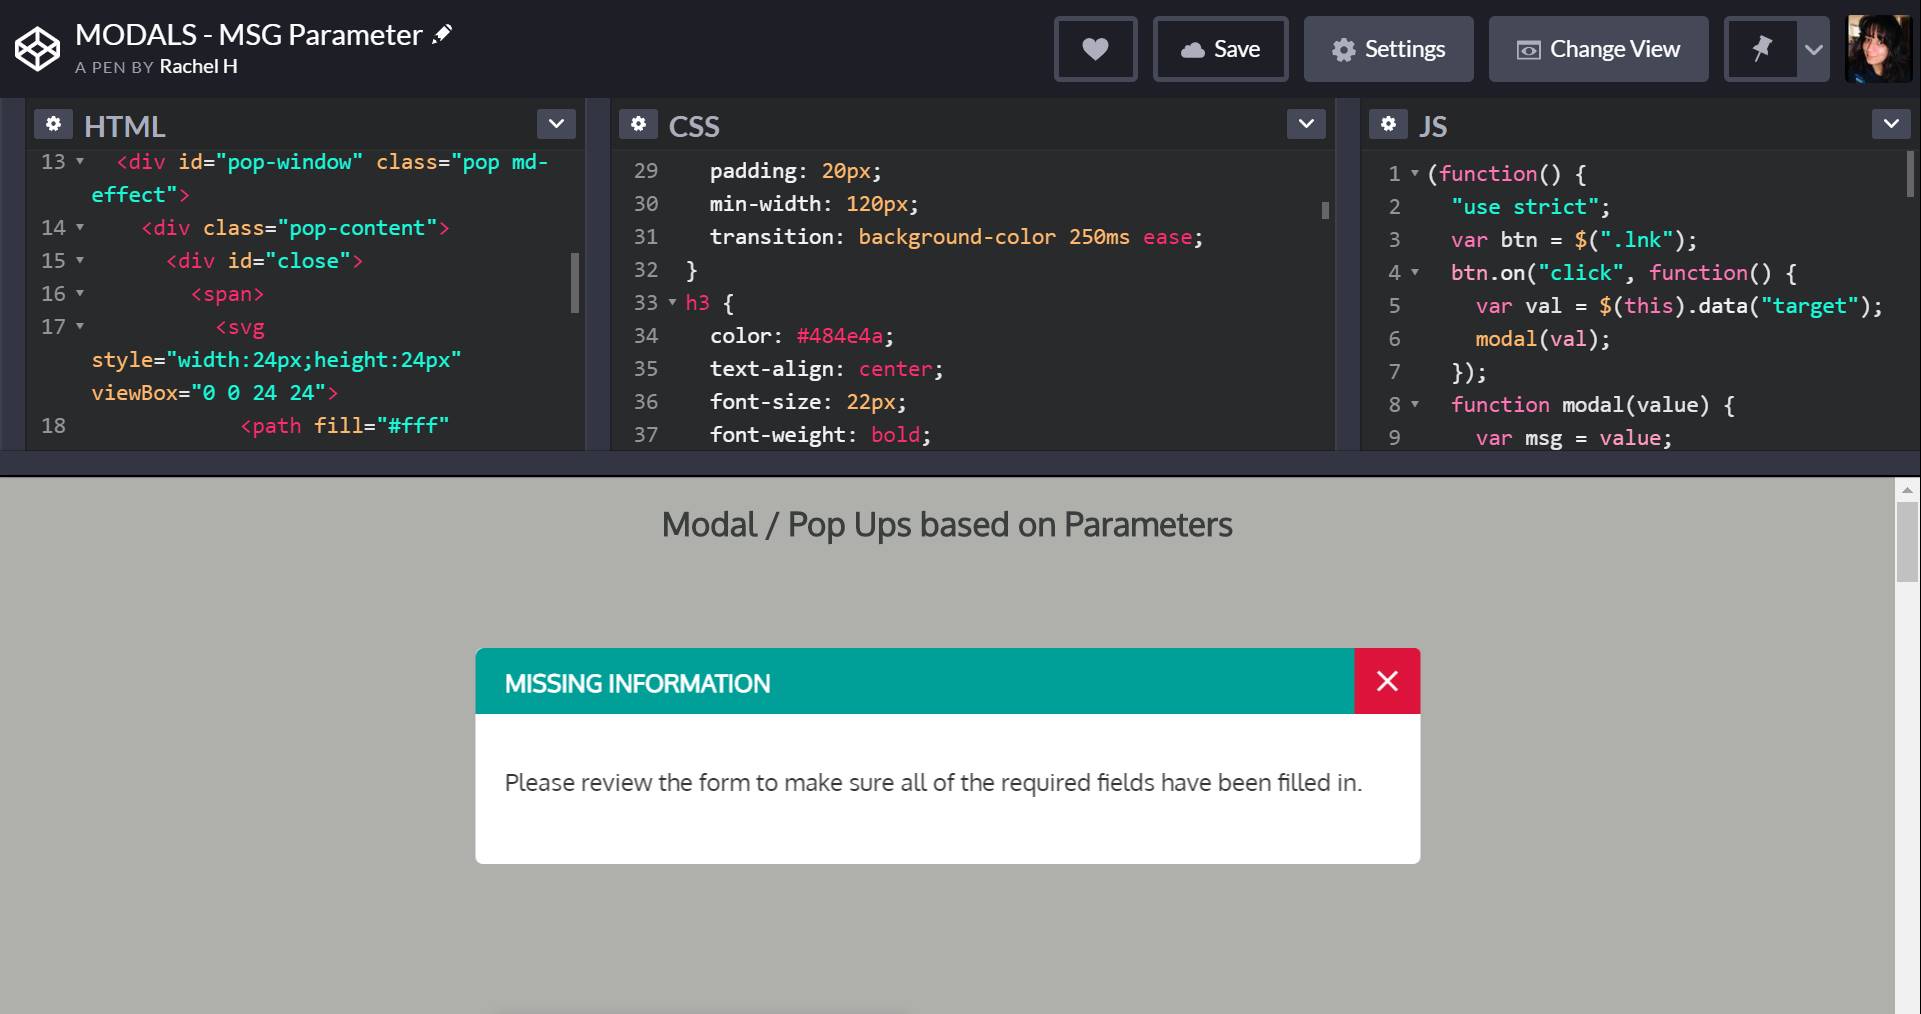 MODALS - MSG Parameter
A PEN BY Rachel H
Save
Settings
Change View
HTML
13 <div id="pop-window" class="pop md-
effect">
14 <div class="pop-content">
15 <div id="close">
16 <span>
17 <svg
style="width:24px;height:24px"
viewBox="0 0 24 24">
18 <path fill="#fff"
CSS
29 padding: 20px;
30 min-width: 120px;
31 transition: background-color 250ms ease;
32 }
33 h3 {
34 color: #484e4a;
35 text-align: center;
36 font-size: 22px;
37 font-weight: bold;
JS
1 (function() {
2 "use strict";
3 var btn = $(".lnk");
4 btn.on("click", function() {
5 var val = $(this).data("target");
6 modal(val);
7 });
8 function modal(value) {
9 var msg = value;
Modal / Pop Ups based on Parameters
MISSING INFORMATION
Please review the form to make sure all of the required fields have been filled in.